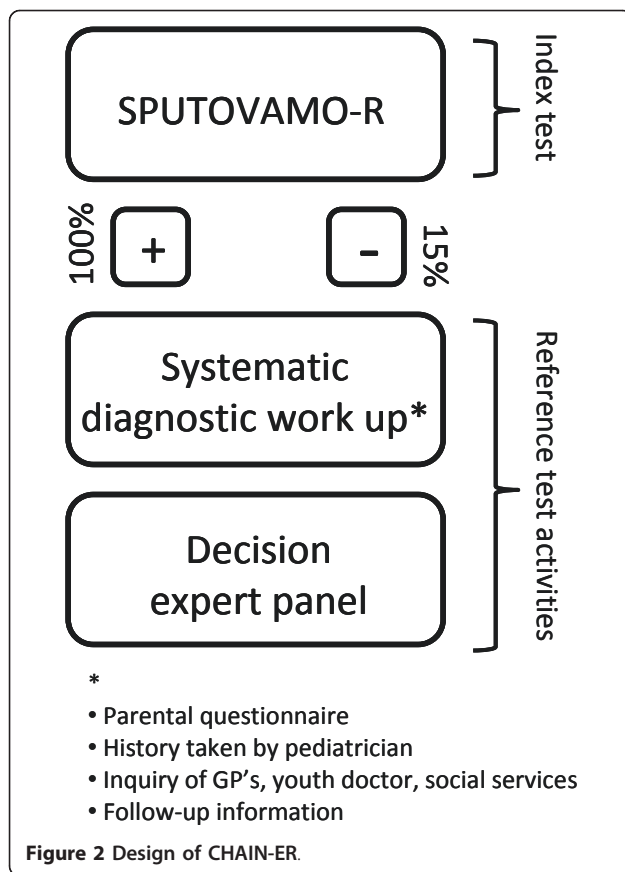 SPUTOVAMO-R
Index test
100%
+
-
15%
Systematic
diagnostic work up*
Decision
expert panel
Reference test activities
*
• Parental questionnaire
• History taken by pediatrician
• Inquiry of GP's, youth doctor, social services
• Follow-up information
Figure 2 Design of CHAIN-ER.